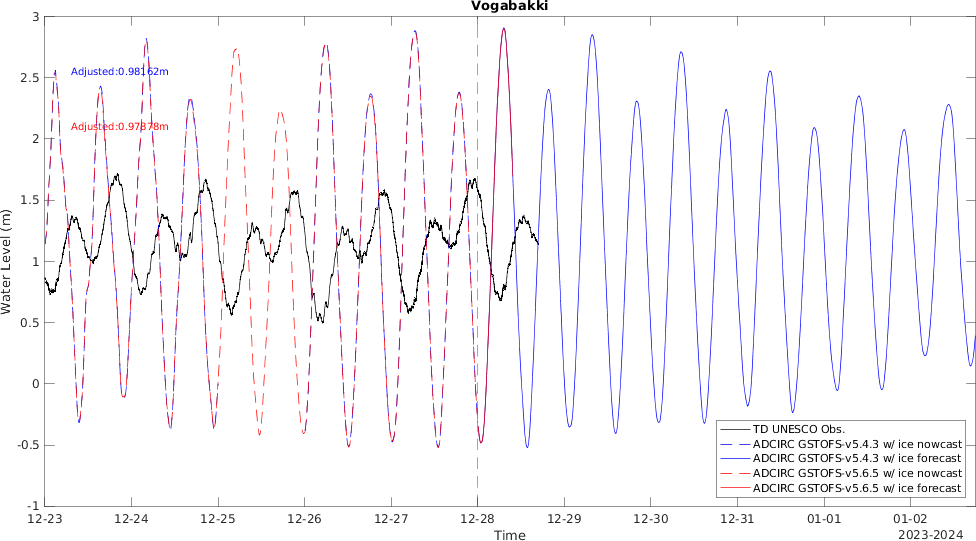 Vogabakki
3
2.5
2
1.5
1
0.5
0
-0.5
-1
Water Level (m)
Adjusted:0.98162m
Adjusted:0.97378m
TD UNESCO Obs.
ADCIRC GSTOFS-v5.4.3 w/ ice nowcast
ADCIRC GSTOFS-v5.4.3 w/ ice forecast
ADCIRC GSTOFS-v5.6.5 w/ ice nowcast
ADCIRC GSTOFS-v5.6.5 w/ ice forecast
12-23 12-24 12-25 12-26 12-27 12-28 12-29 12-30 12-31 01-01 01-02
Time
2023-2024